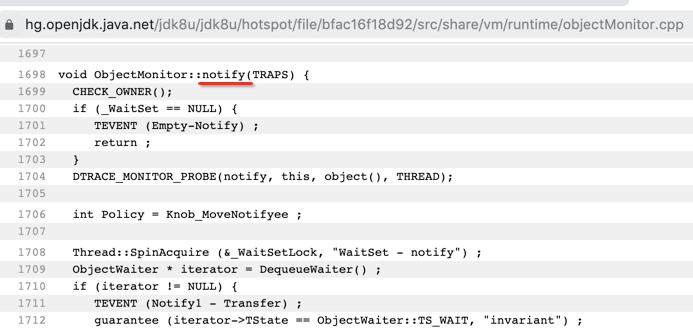 hg.openjdk.java.net/jdk8u/jdk8u/hotspot/file/bfac16f18d92/src/share/vm/runtime/objectMonitor.cpp
1697
1698 void ObjectMonitor::notify(TRAPS) {
1699   CHECK_OWNER();
1700   if (_WaitSet == NULL) {
1701      TEVENT (Empty-Notify) ;
1702      return ;
1703   }
1704   DTRACE_MONITOR_PROBE(notify, this, object(), THREAD);
1705
1706   int Policy = Knob_MoveNotifyee ;
1707
1708   Thread::SpinAcquire (&_WaitSetLock, "WaitSet - notify") ;
1709   ObjectWaiter * iterator = DequeueWaiter() ;
1710   if (iterator != NULL) {
1711      TEVENT (Notify1 - Transfer) ;
1712      guarantee (iterator->TState == ObjectWaiter::TS_WAIT, "invariant") ;